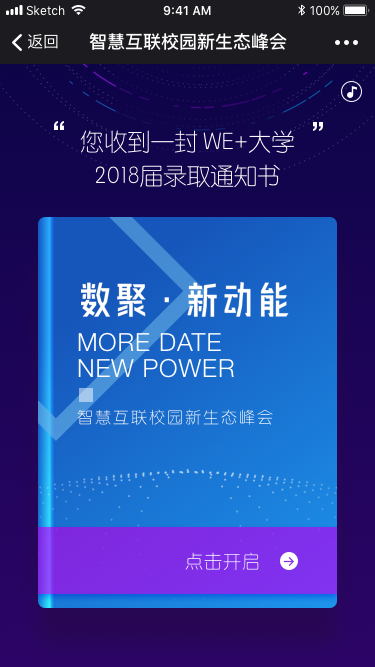 Sketch 9:41 AM 100%
返回 智慧互联校园新生态峰会
“ 您收到一封 WE+大学 ”
2018届录取通知书
数聚·新动能
MORE DATE
NEW POWER
智慧互联校园新生态峰会
点击开启